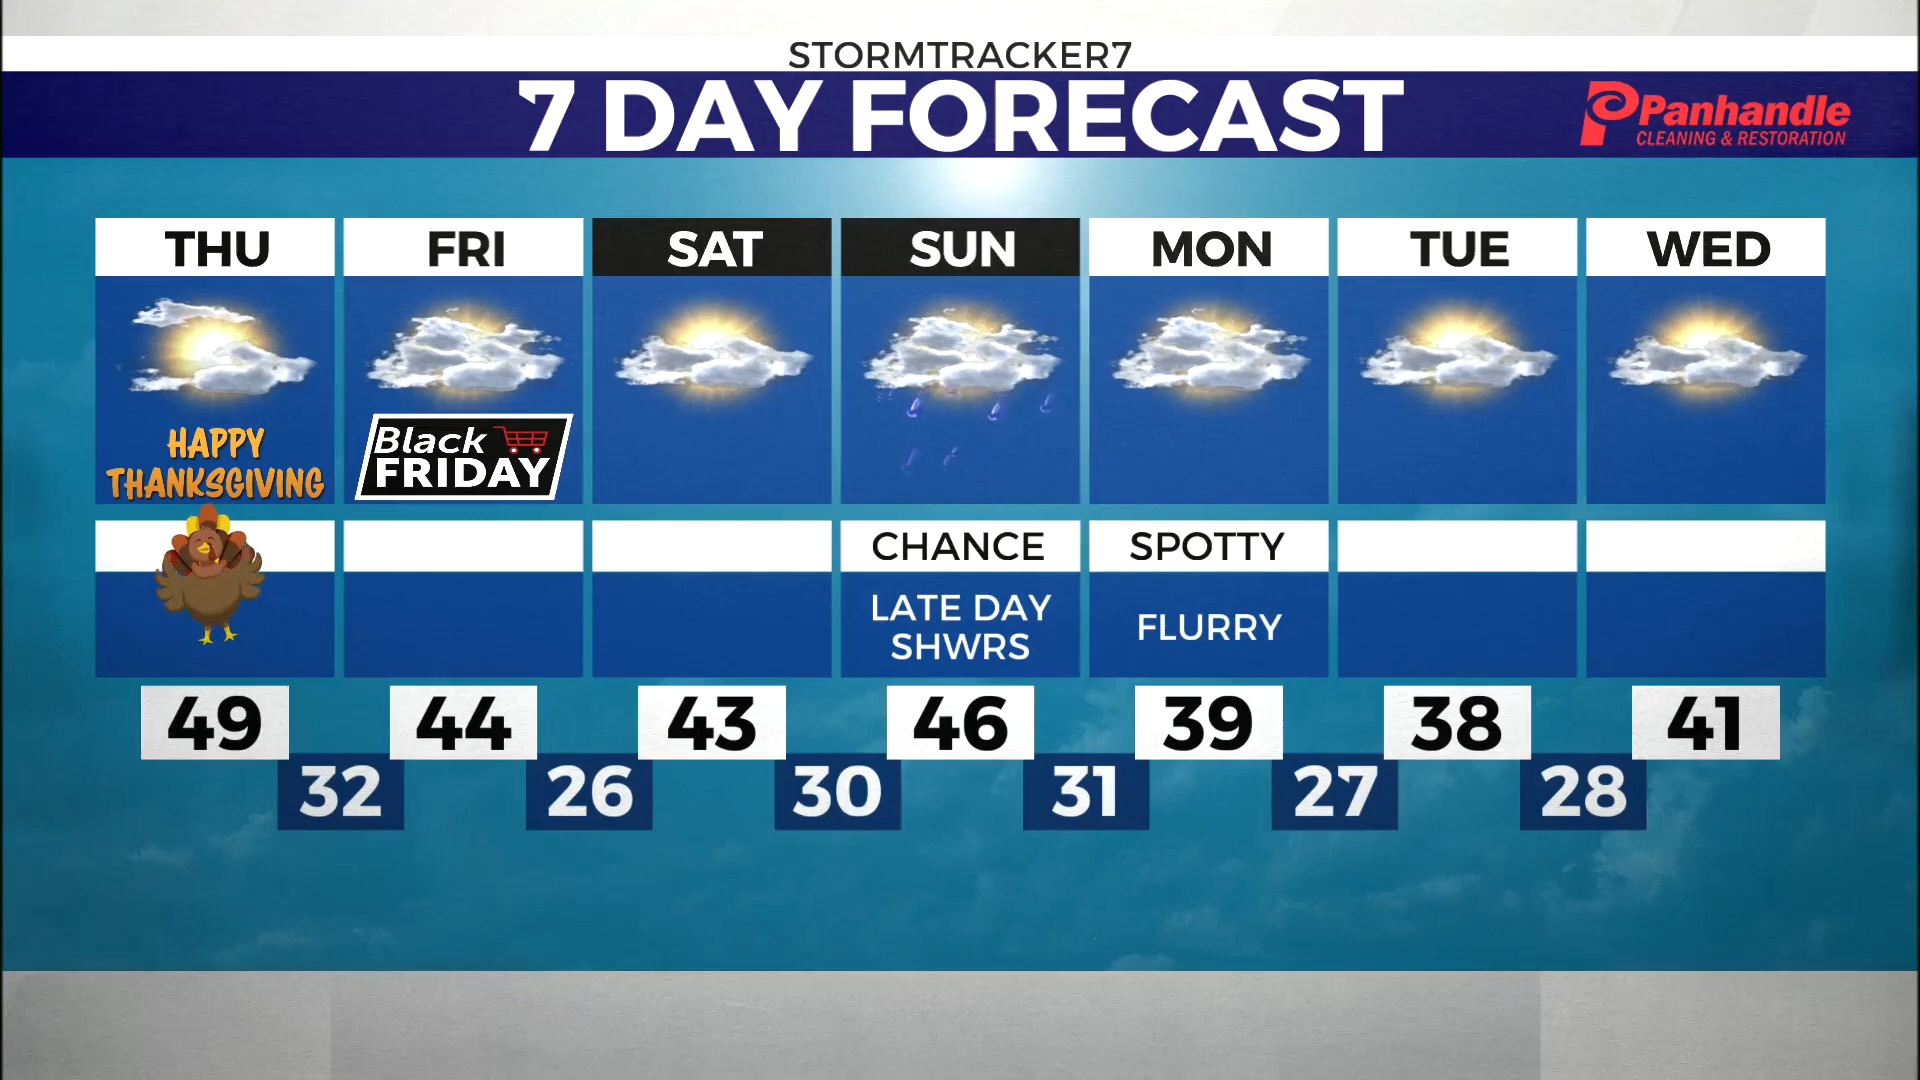 STORMTRACKER7
7 DAY FORECAST
Panhandle
CLEANING & RESTORATION
THU
FRI
SAT
SUN
MON
TUE
WED
HAPPY
THANKSGIVING
Black
FRIDAY
CHANCE
LATE DAY
SHWRS
SPOTTY
FLURRY
49
44
43
46
39
38
41
32
26
30
31
27
28